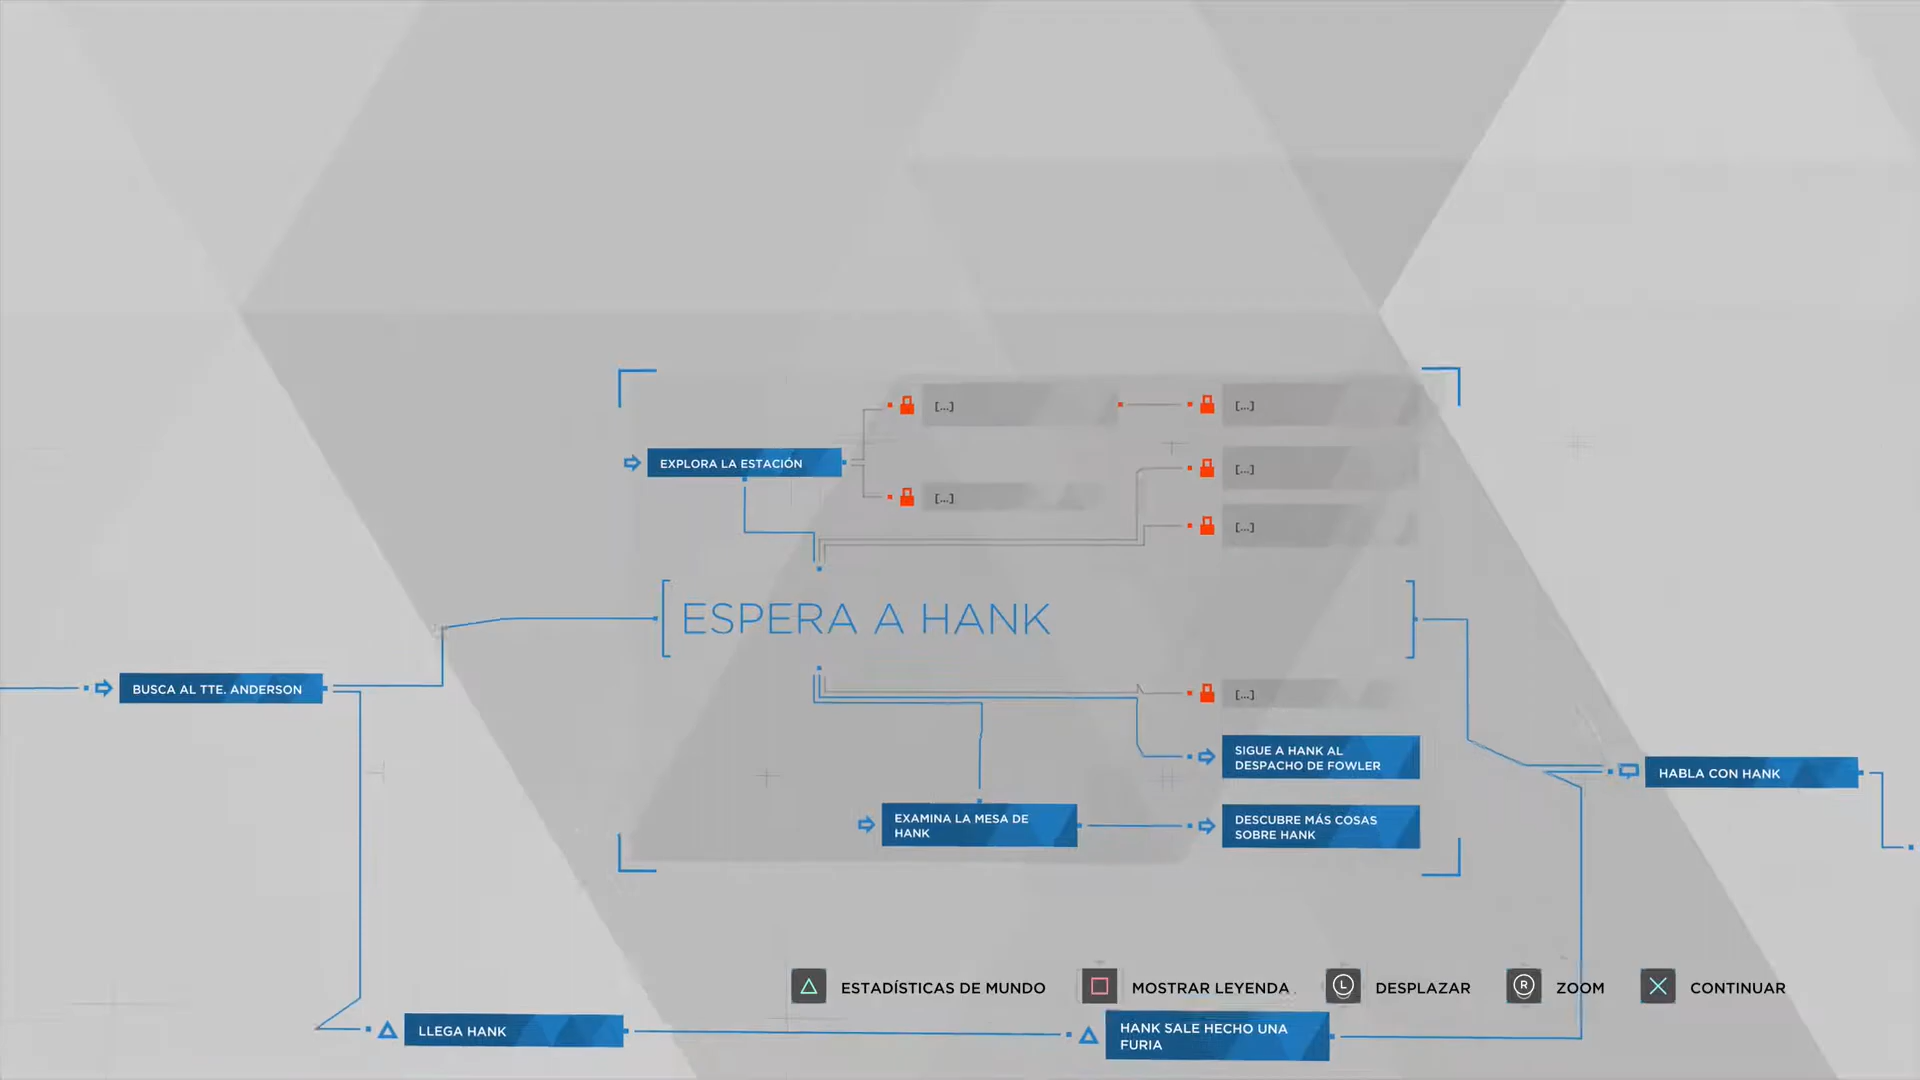 [...]
[...]
EXPLORA LA ESTACIÓN
[...]
[...]
[...]
ESPERA A HANK
BUSCA AL TTE. ANDERSON
[...]
SIGUE A HANK AL
DESPACHO DE FOWLER
HABLA CON HANK
EXAMINA LA MESA DE
HANK
DESCUBRE MÁS COSAS
SOBRE HANK
ESTADÍSTICAS DE MUNDO
MOSTRAR LEYENDA
L
DESPLAZAR
R
ZOOM
CONTINUAR
LLEGA HANK
HANK SALE HECHO UNA
FURIA